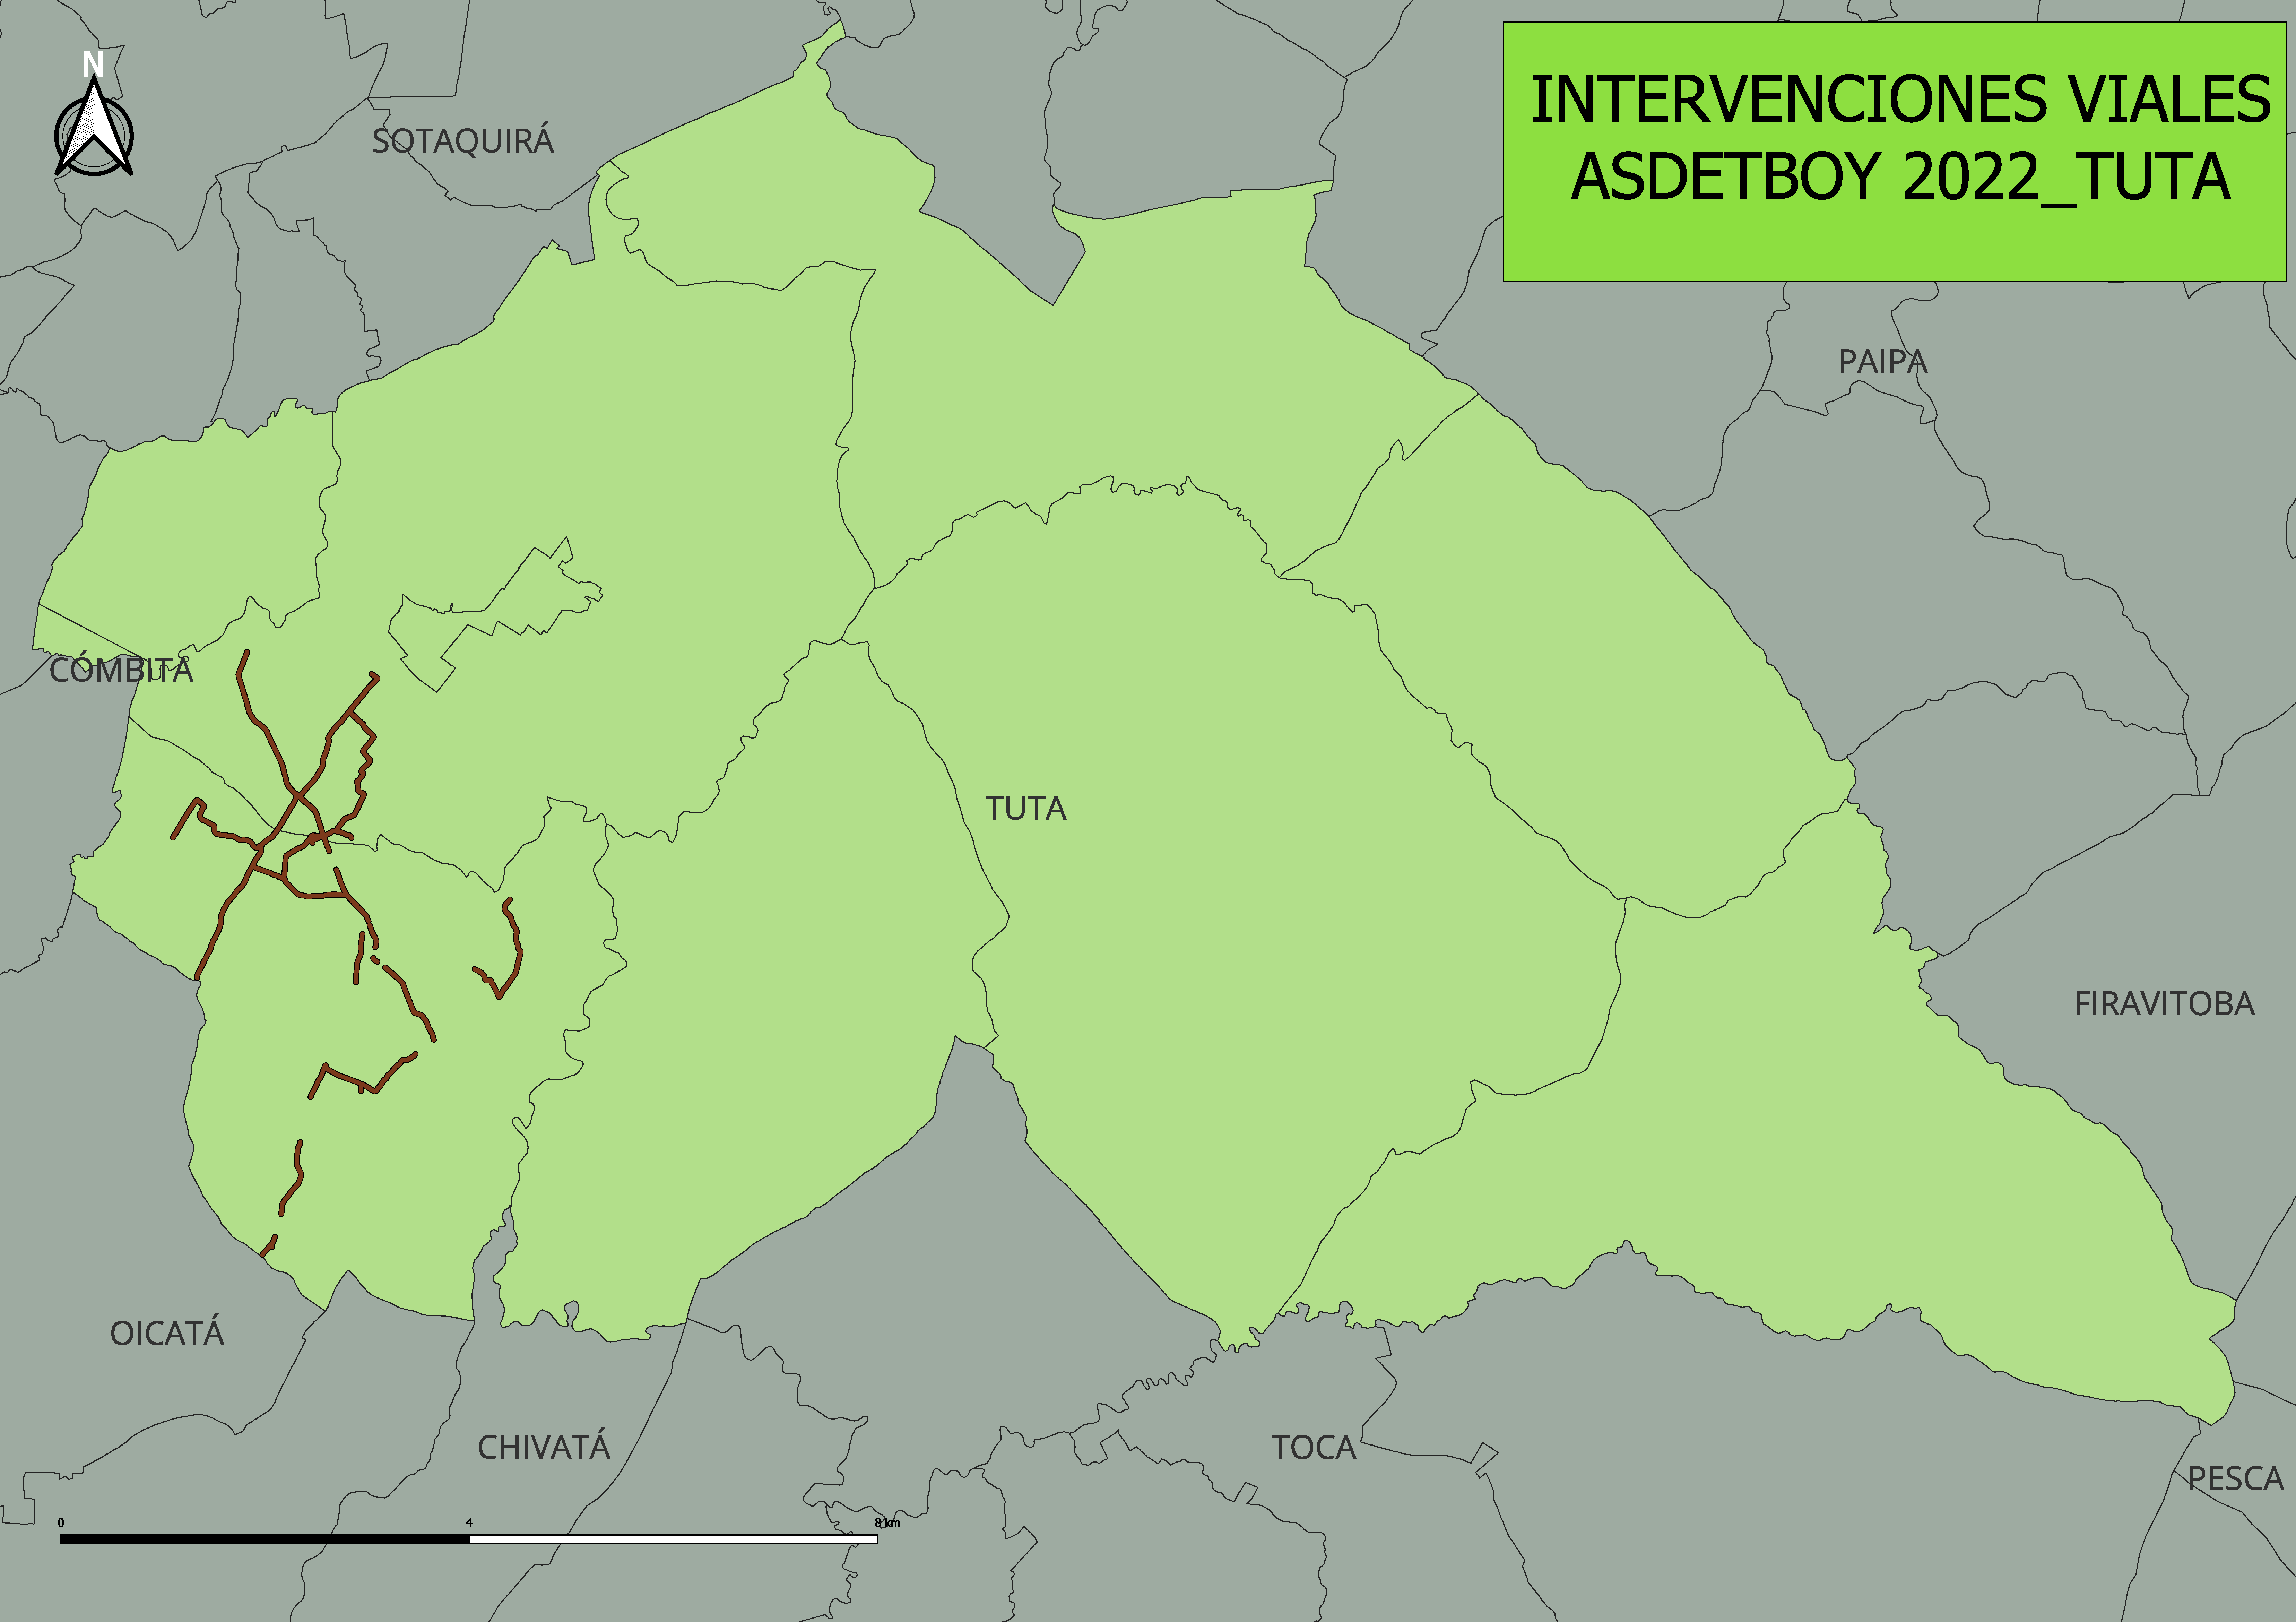 INTERVENCIONES VIALES
ASDETBOY 2022_TUTA
N
SOTAQUIRÁ
PAIPA
CÓMBITA
TUTA
FIRAVITOBA
OICATÁ
CHIVATÁ
TOCA
PESCA
0 4 8 km